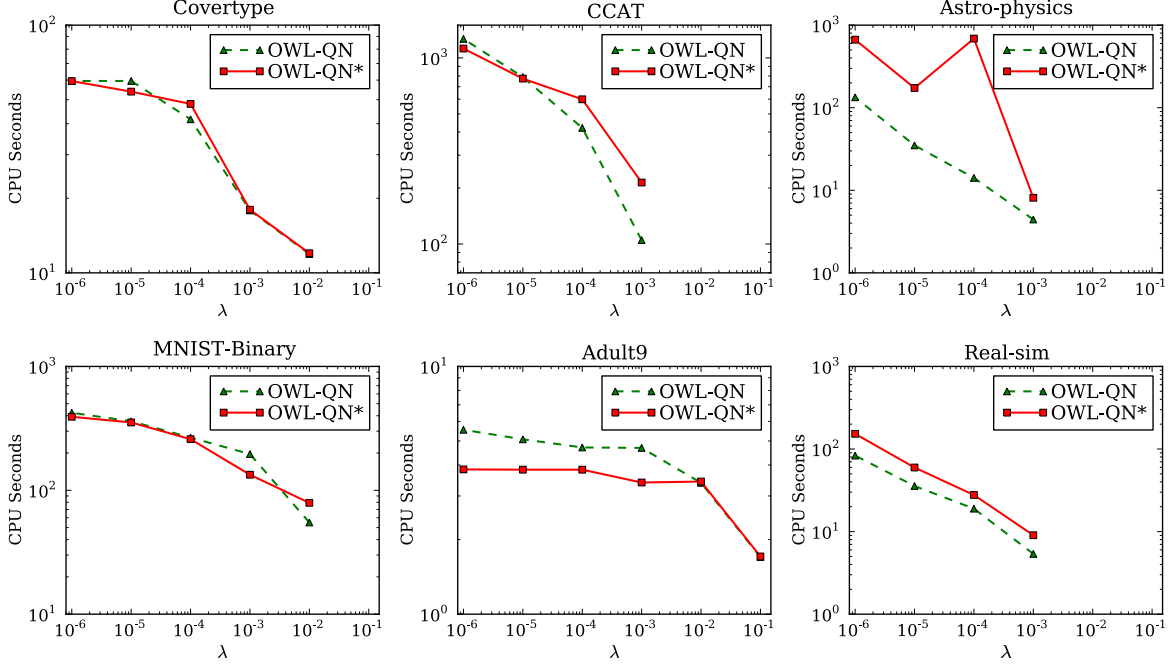 Covertype
10^2
10^1
CPU Seconds
OWL-QN
OWL-QN*
10^-6 10^-5 10^-4 10^-3 10^-2 10^-1
λ
CCAT
10^3
10^2
CPU Seconds
OWL-QN
OWL-QN*
10^-6 10^-5 10^-4 10^-3 10^-2 10^-1
λ
Astro-physics
10^3
10^2
10^1
10^0
CPU Seconds
OWL-QN
OWL-QN*
10^-6 10^-5 10^-4 10^-3 10^-2 10^-1
λ
MNIST-Binary
10^3
10^2
10^1
CPU Seconds
OWL-QN
OWL-QN*
10^-6 10^-5 10^-4 10^-3 10^-2 10^-1
λ
Adult9
10^1
10^0
CPU Seconds
OWL-QN
OWL-QN*
10^-6 10^-5 10^-4 10^-3 10^-2 10^-1
λ
Real-sim
10^3
10^2
10^1
10^0
CPU Seconds
OWL-QN
OWL-QN*
10^-6 10^-5 10^-4 10^-3 10^-2 10^-1
λ